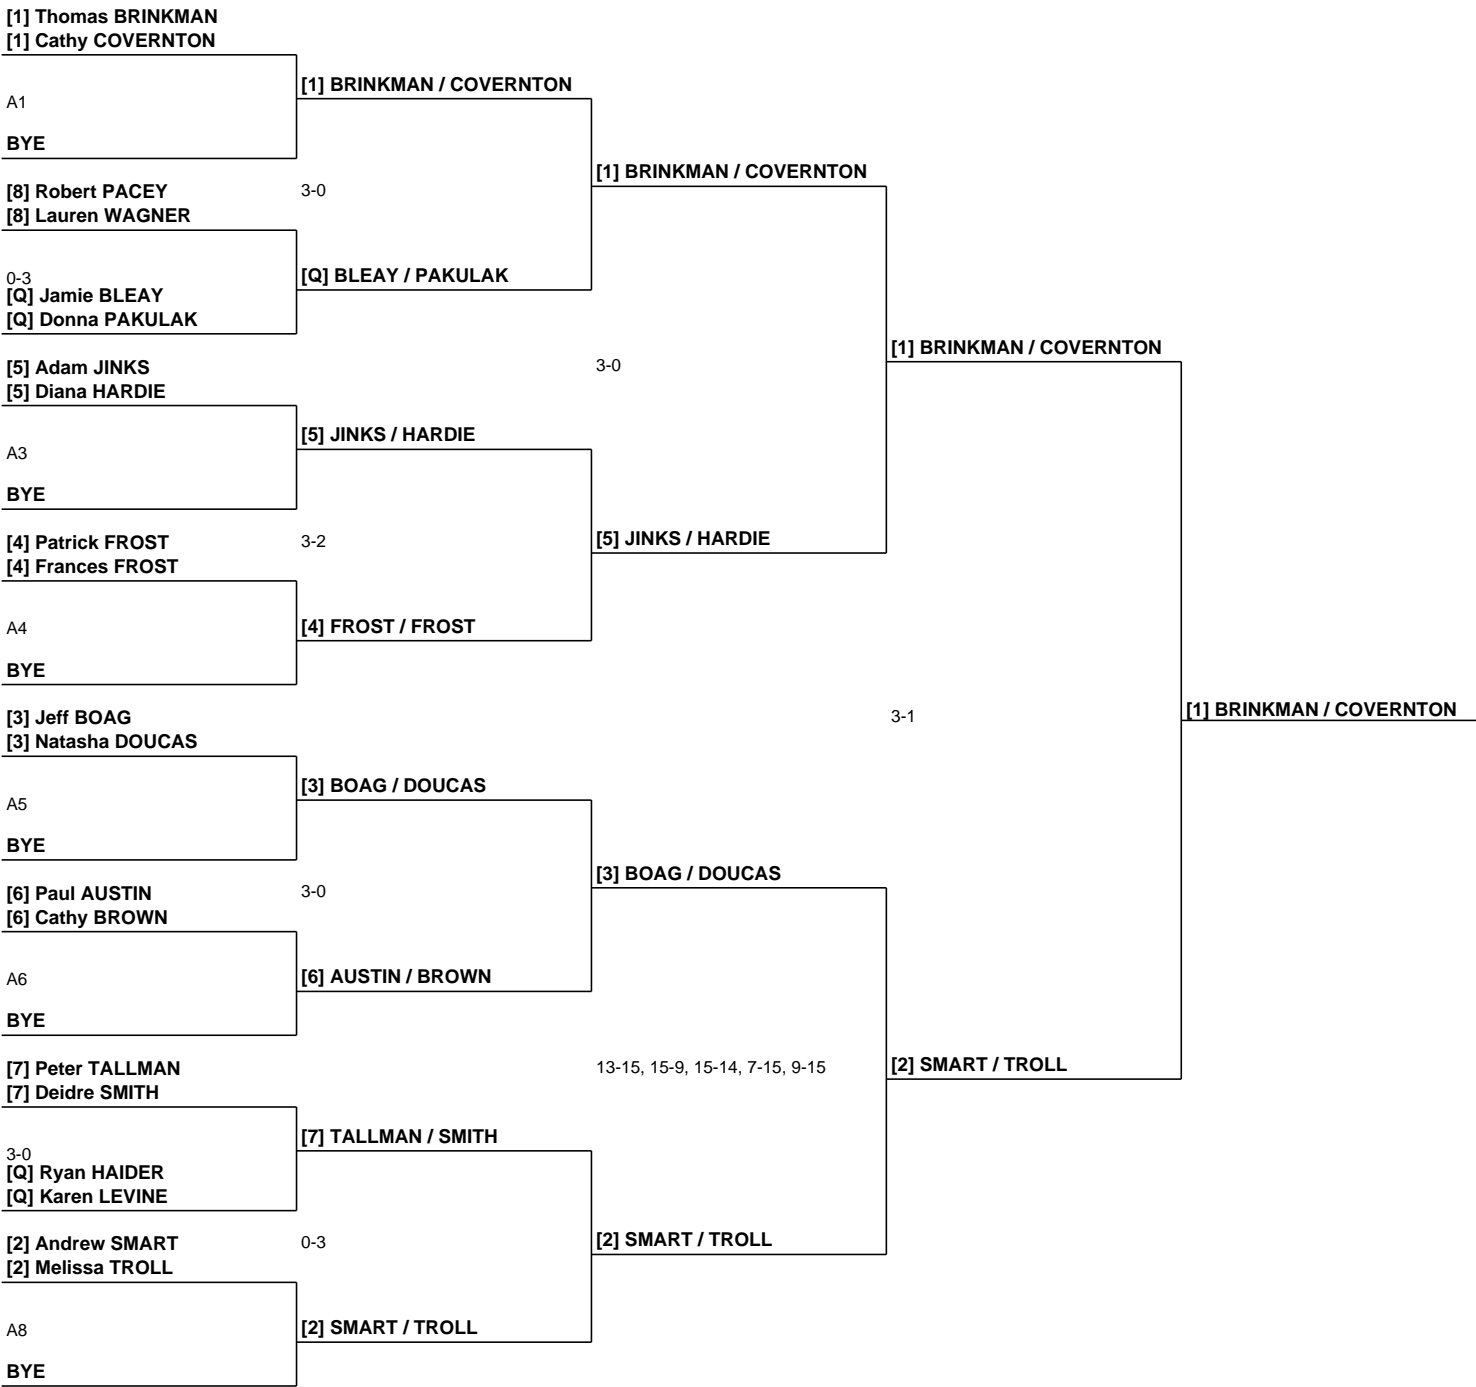 [1] Thomas BRINKMAN
[1] Cathy COVERNTON
A1
BYE
[8] Robert PACEY
[8] Lauren WAGNER
0-3
[Q] Jamie BLEAY
[Q] Donna PAKULAK
[5] Adam JINKS
[5] Diana HARDIE
A3
BYE
[4] Patrick FROST
[4] Frances FROST
A4
BYE
[3] Jeff BOAG
[3] Natasha DOUCAS
A5
BYE
[6] Paul AUSTIN
[6] Cathy BROWN
A6
BYE
[7] Peter TALLMAN
[7] Deidre SMITH
3-0
[Q] Ryan HAIDER
[Q] Karen LEVINE
[2] Andrew SMART
[2] Melissa TROLL
A8
BYE
[1] BRINKMAN / COVERNTON
3-0
[Q] BLEAY / PAKULAK
[5] JINKS / HARDIE
3-2
[4] FROST / FROST
[3] BOAG / DOUCAS
3-0
[6] AUSTIN / BROWN
[7] TALLMAN / SMITH
0-3
[2] SMART / TROLL
[1] BRINKMAN / COVERNTON
3-0
[5] JINKS / HARDIE
[3] BOAG / DOUCAS
13-15, 15-9, 15-14, 7-15, 9-15
[2] SMART / TROLL
[1] BRINKMAN / COVERNTON
3-1
[2] SMART / TROLL
[1] BRINKMAN / COVERNTON